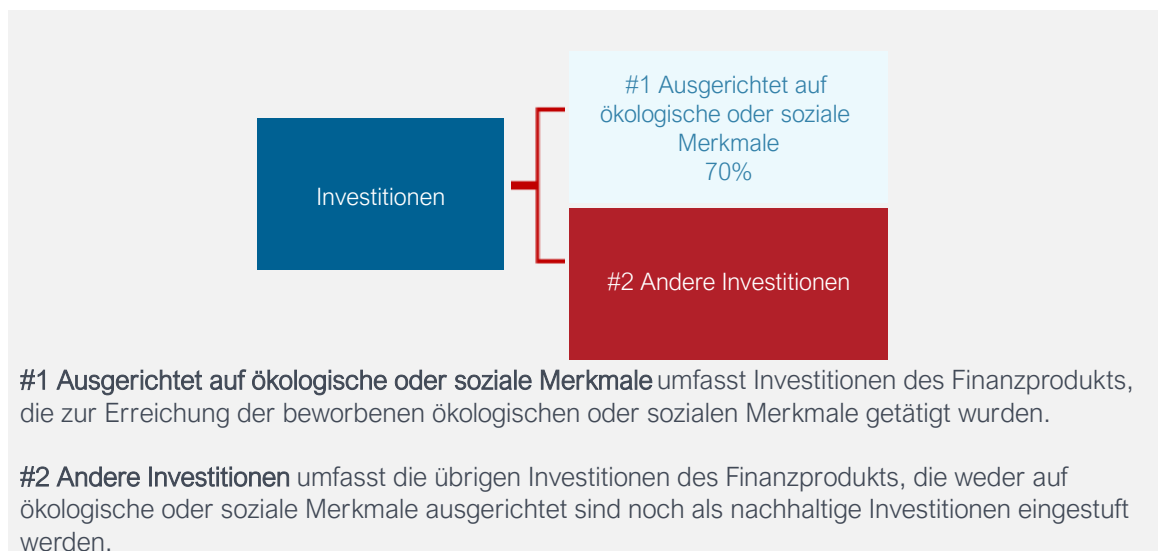 #1 Ausgerichtet auf
ökologische oder soziale
Merkmale
70%
Investitionen
#2 Andere Investitionen
#1 Ausgerichtet auf ökologische oder soziale Merkmale umfasst Investitionen des Finanzprodukts,
die zur Erreichung der beworbenen ökologischen oder sozialen Merkmale getätigt wurden.
#2 Andere Investitionen umfasst die übrigen Investitionen des Finanzprodukts, die weder auf
ökologische oder soziale Merkmale ausgerichtet sind noch als nachhaltige Investitionen eingestuft
werden.